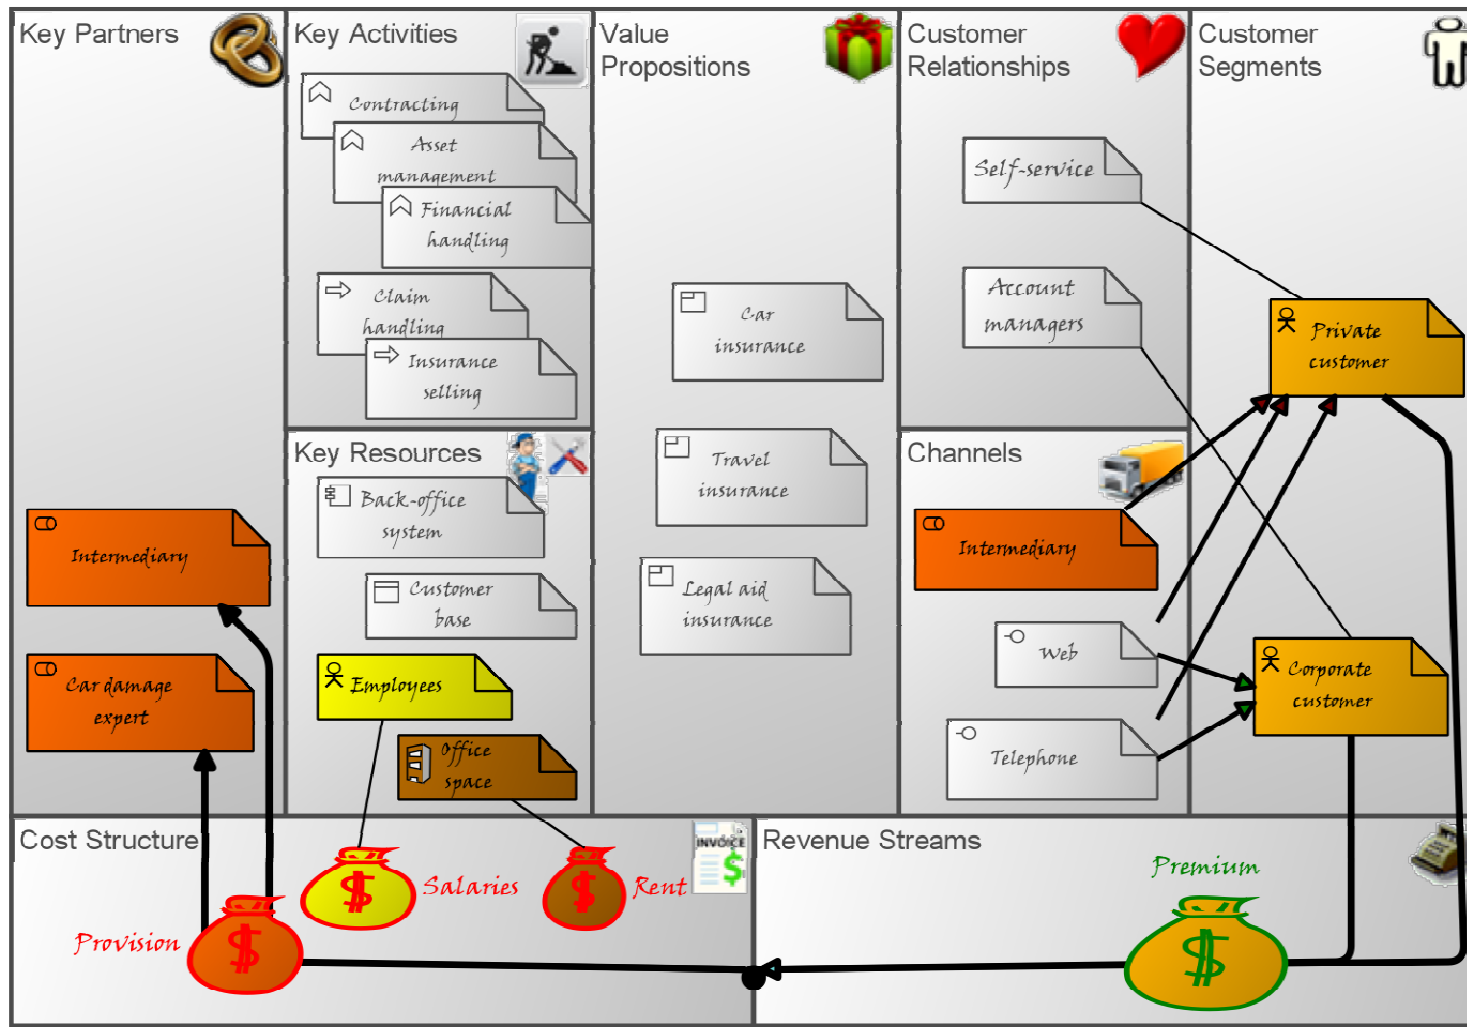 Key Partners
Intermediary
Car damage
expert
Key Activities
Contracting
Asset
management
Financial
handling
Claim
handling
Insurance
selling
Key Resources
Back-office
system
Customer
base
Employees
Office
space
Value
Propositions
Car
insurance
Travel
insurance
Legal aid
insurance
Customer
Relationships
Self-service
Account
managers
Channels
Intermediary
Web
Telephone
Customer
Segments
Private
customer
Corporate
customer
Cost Structure
INVOICE
$
$
Salaries
$
Rent
Provision
$
Revenue Streams
Premium
$